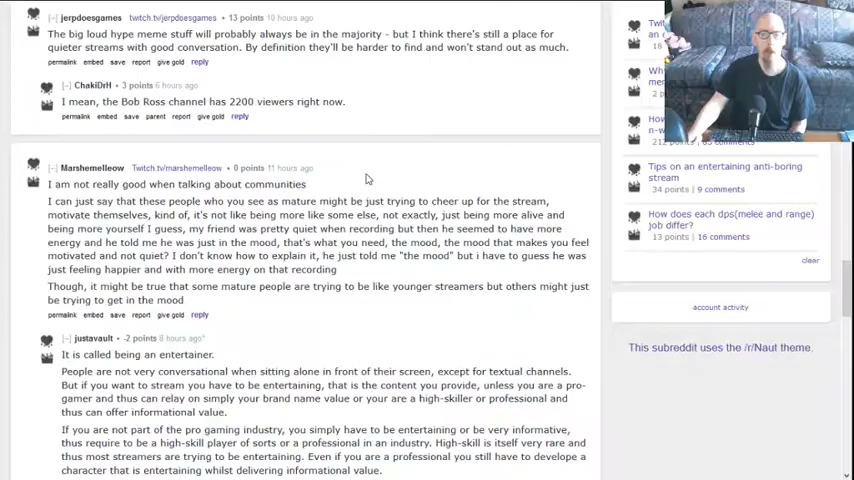 [-] jerpdoesgames twitch.tv/jerpdoesgames • 13 points 10 hours ago
The big loud hype meme stuff will probably always be in the majority - but I think there's still a place for
quieter streams with good conversation. By definition they'll be harder to find and won't stand out as much.
permalink embed save report give gold reply
[-] ChakiDrH • 3 points 6 hours ago
I mean, the Bob Ross channel has 2200 viewers right now.
permalink embed save parent report give gold reply
[-] Marshemelleow Twitch.tv/marshemelleow • 0 points 11 hours ago
I am not really good when talking about communities
I can just say that these people who you see as mature might be just trying to cheer up for the stream,
motivate themselves, kind of, it's not like being more like some else, not exactly, just being more alive and
being more yourself I guess, my friend was pretty quiet when recording but then he seemed to have more
energy and he told me he was just in the mood, that's what you need, the mood, the mood that makes you feel
motivated and not quiet? I don't know how to explain it, he just told me "the mood" but i have to guess he was
just feeling happier and with more energy on that recording
Though, it might be true that some mature people are trying to be like younger streamers but others might just
be trying to get in the mood
permalink embed save report give gold reply
[-] justavault • -2 points 8 hours ago*
It is called being an entertainer.
People are not very conversational when sitting alone in front of their screen, except for textual channels.
But if you want to stream you have to be entertaining, that is the content you provide, unless you are a pro-
gamer and thus can relay on simply your brand name value or your are a high-skiller or professional and
thus can offer informational value.
If you are not part of the pro gaming industry, you simply have to be entertaining or be very informative,
thus require to be a high-skill player of sorts or a professional in an industry. High-skill is itself very rare and
thus most streamers are trying to be entertaining. Even if you are a professional you still have to develope a
character that is entertaining whilst delivering informational value.
Twi
an e
18
Why
mer
2 p
How
n-w
212 points 63 comments
Tips on an entertaining anti-boring
stream
34 points 9 comments
How does each dps(melee and range)
job differ?
13 points 16 comments
clear
account activity
This subreddit uses the /r/Naut theme.